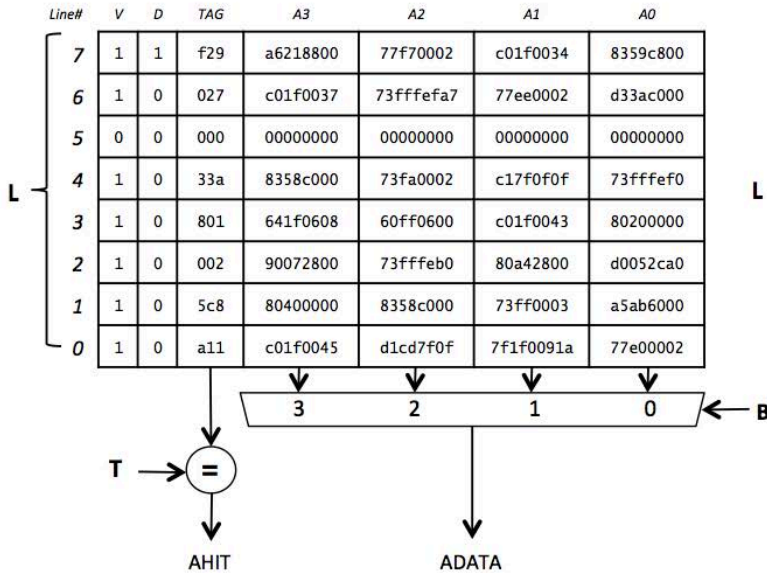 Line# V D TAG A3 A2 A1 A0
7 1 1 f29 a6218800 77f70002 c01f0034 8359c800
6 1 0 027 c01f0037 73fffefa7 77ee0002 d33ac000
5 0 0 000 00000000 00000000 00000000 00000000
L 4 1 0 33a 8358c000 73fa0002 c17f0f0f 73fffef0 L
3 1 0 801 641f0608 60ff0600 c01f0043 80200000
2 1 0 002 90072800 73fffeb0 80a42800 d0052ca0
1 1 0 5c8 80400000 8358c000 73ff0003 a5ab6000
0 1 0 a11 c01f0045 d1cd7f0f 7f1f0091a 77e00002
3 2 1 0 B
T =
AHIT ADATA